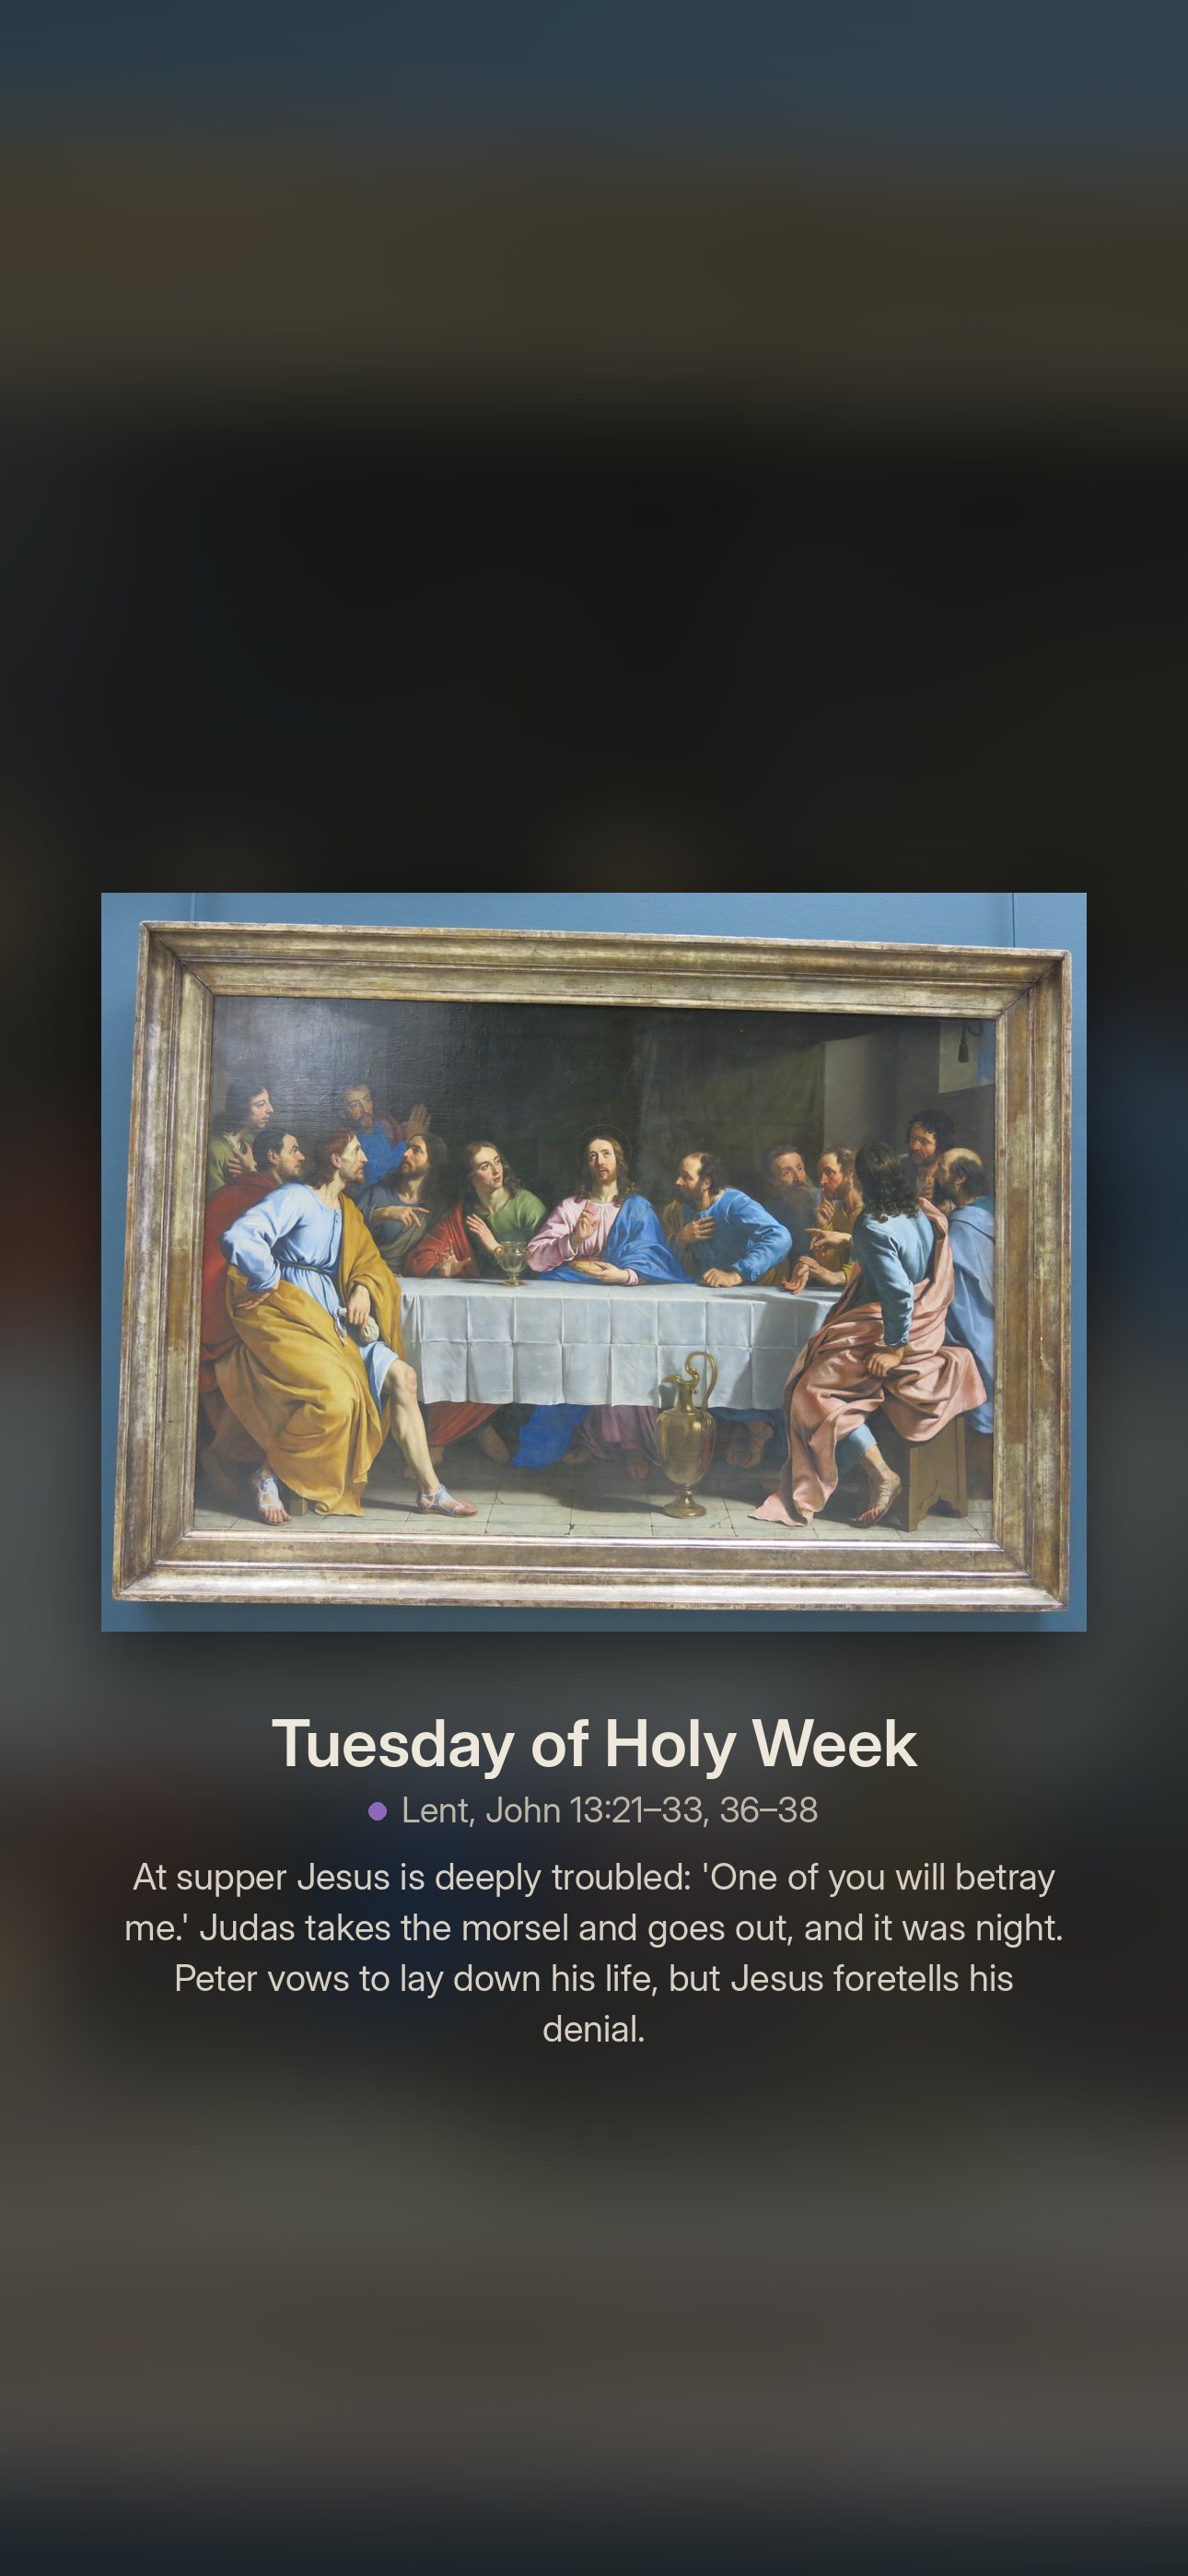 Tuesday of Holy Week
Lent, John 13:21–33, 36–38
At supper Jesus is deeply troubled: 'One of you will betray
me.' Judas takes the morsel and goes out, and it was night.
Peter vows to lay down his life, but Jesus foretells his
denial.